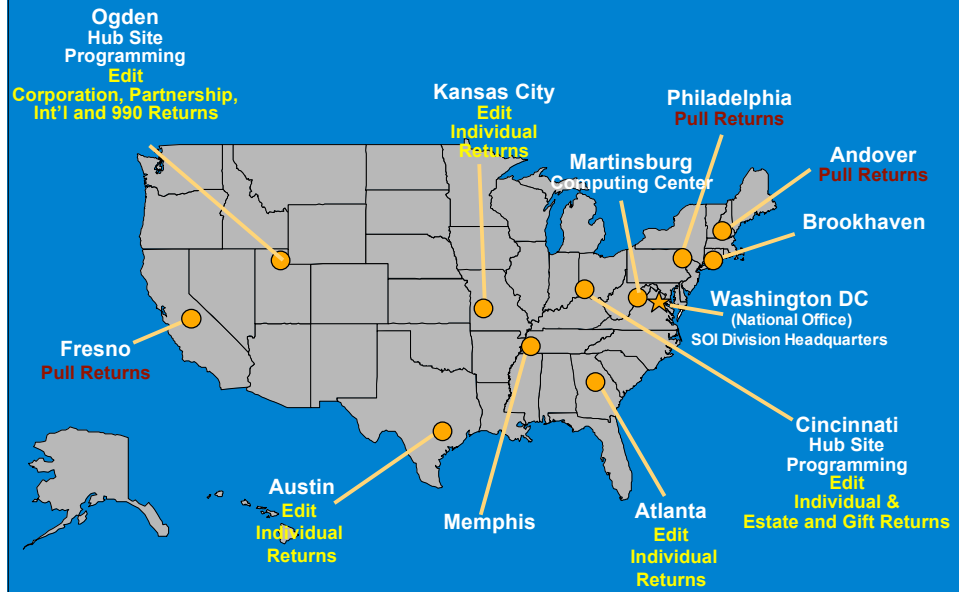 Ogden
Hub Site
Programming
Edit
Corporation, Partnership,
Int'l and 990 Returns
Kansas City
Edit
Individual
Returns
Philadelphia
Pull Returns
Martinsburg
Computing Center
Andover
Pull Returns
Brookhaven
Washington DC
(National Office)
SOI Division Headquarters
Fresno
Pull Returns
Cincinnati
Hub Site
Programming
Edit
Individual &
Estate and Gift Returns
Austin
Edit
Individual
Returns
Memphis
Atlanta
Edit
Individual
Returns